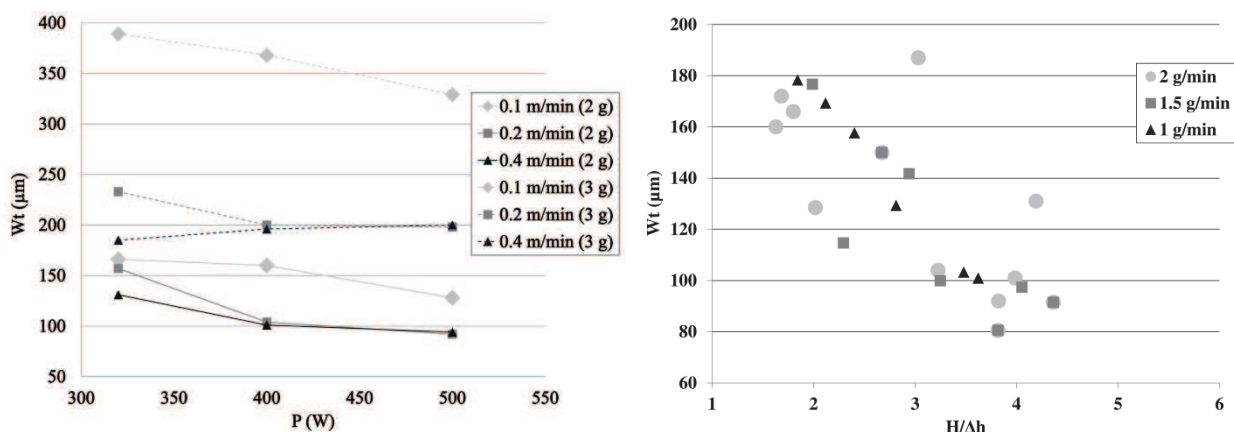 400
350
300
250
200
150
100
50
Wt (µm)
300
350
400
450
500
550
P (W)
0.1 m/min (2 g)
0.2 m/min (2 g)
0.4 m/min (2 g)
0.1 m/min (3 g)
0.2 m/min (3 g)
0.4 m/min (3 g)
200
180
160
140
120
100
80
60
Wt (µm)
1
2
3
4
5
6
H/Δh
2 g/min
1.5 g/min
1 g/min